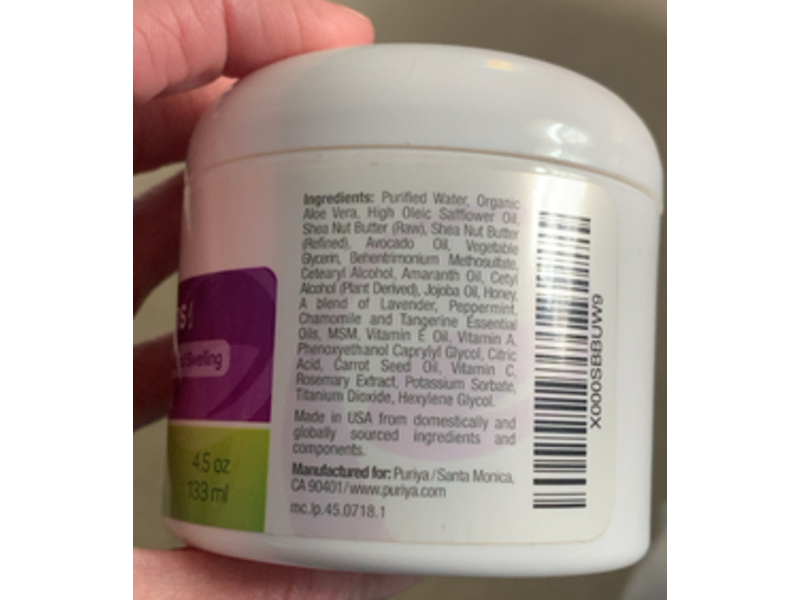 Ingredients: Purified Water, Organic
Aloe Vera, High Oleic Safflower Oil,
Shea Nut Butter (Raw), Shea Nut Butter
(Refined), Avocado Oil, Vegetable
Glycerin, Behentrimonium Methosulfate,
Cetearyl Alcohol, Amaranth Oil, Cetyl
Alcohol (Plant Derived), Jojoba Oil, Honey,
A blend of Lavender, Peppermint,
Chamomile and Tangerine Essential
Oils, MSM, Vitamin E Oil, Vitamin A,
Phenoxyethanol Caprylyl Glycol, Citric
Acid, Carrot Seed Oil, Vitamin C,
Rosemary Extract, Potassium Sorbate,
Titanium Dioxide, Hexylene Glycol.
Made in USA from domestically and
globally sourced ingredients and
components.
Manufactured for: Puriya / Santa Monica,
CA 90401 / www.puriya.com
mc.lp.45.0718.1
X000SBBUW9
Swelling
4.5 oz
133 ml